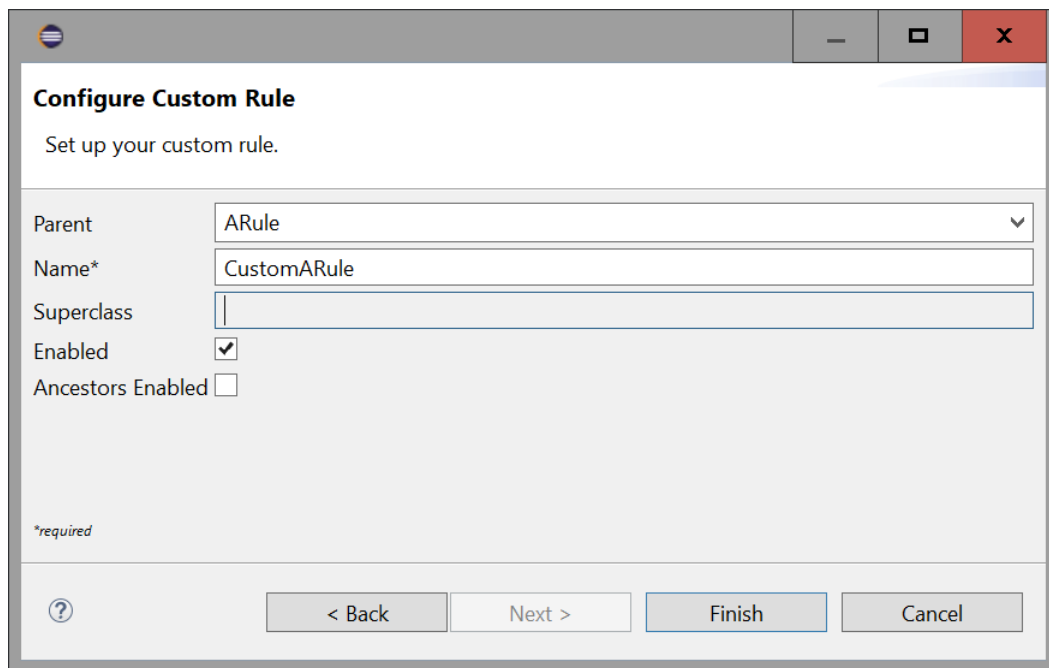 Configure Custom Rule
Set up your custom rule.
Parent ARule
Name* CustomARule
Superclass
Enabled
Ancestors Enabled
*required
? < Back Next > Finish Cancel